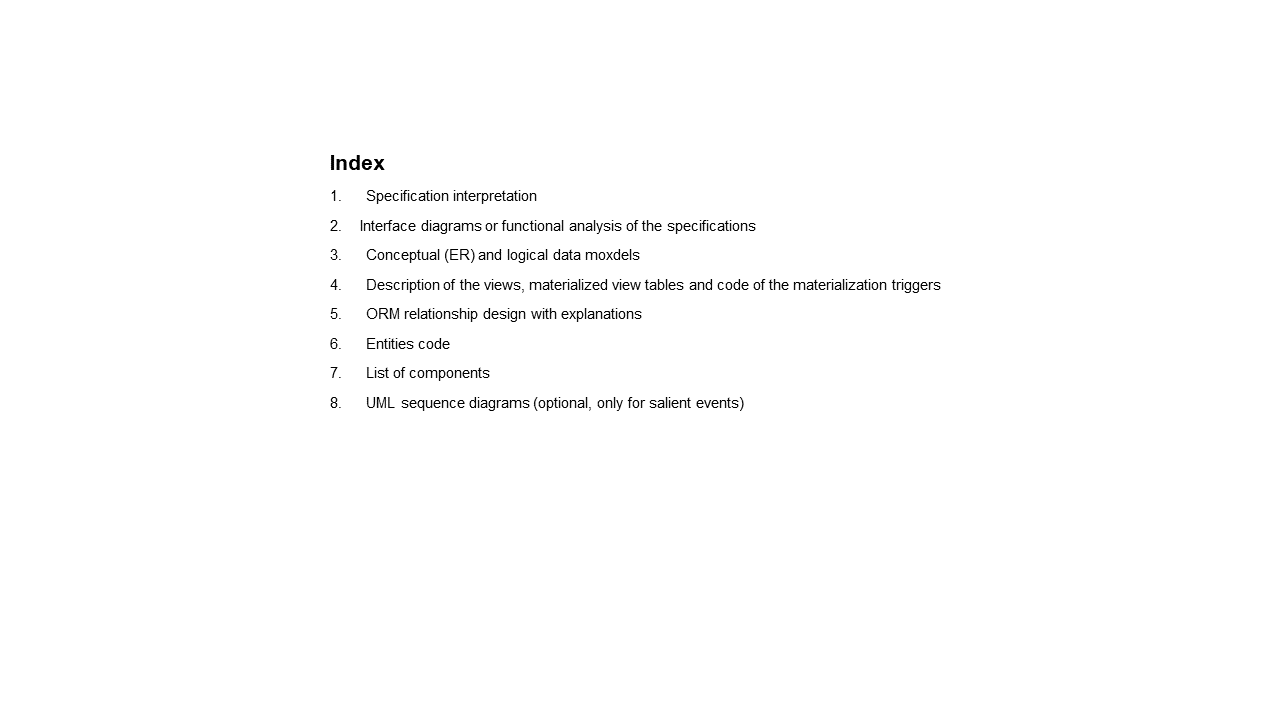 Index
1. Specification interpretation
2. Interface diagrams or functional analysis of the specifications
3. Conceptual (ER) and logical data moxdels
4. Description of the views, materialized view tables and code of the materialization triggers
5. ORM relationship design with explanations
6. Entities code
7. List of components
8. UML sequence diagrams (optional, only for salient events)